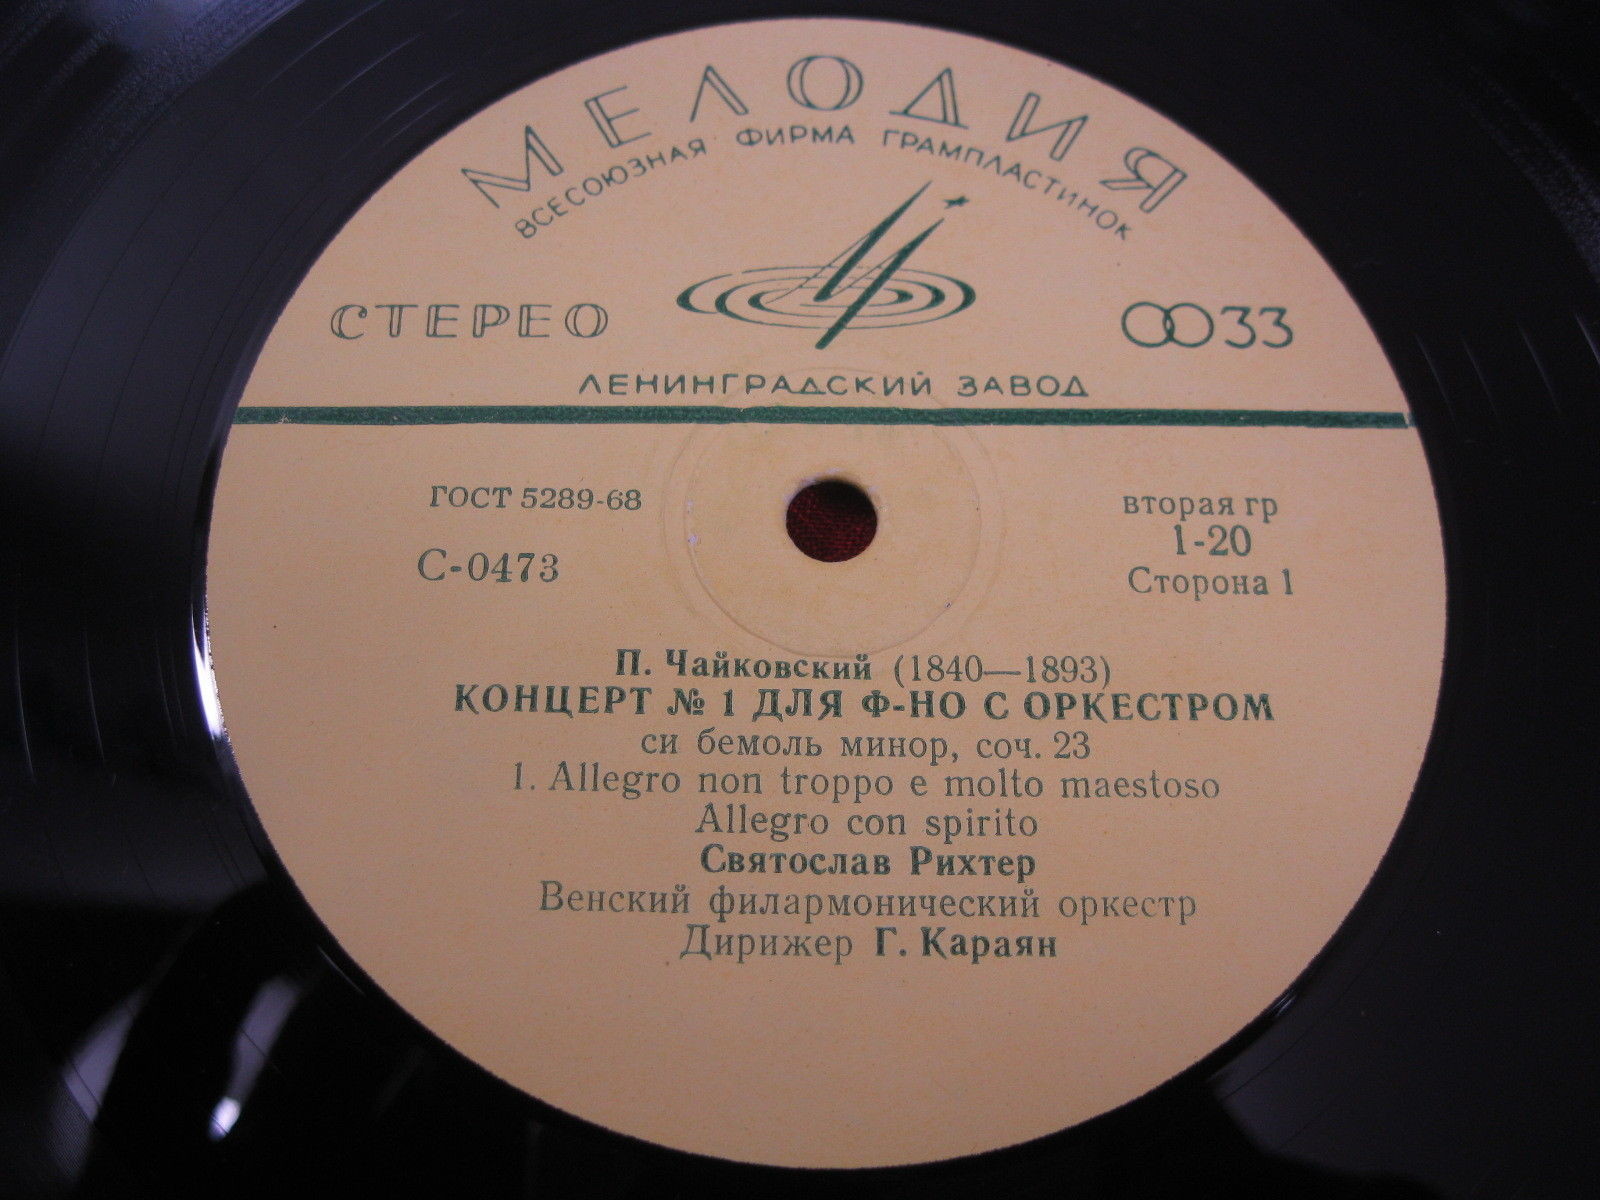 МЕЛОДИЯ
ВСЕСОЮЗНАЯ ФИРМА ГРАМПЛАСТИНОК
СТЕРЕО
33
ЛЕНИНГРАДСКИЙ ЗАВОД
ГОСТ 5289-68
С-0473
вторая гр
1-20
Сторона 1
П. Чайковский (1840—1893)
КОНЦЕРТ № 1 ДЛЯ Ф-НО С ОРКЕСТРОМ
си бемоль минор, соч. 23
1. Allegro non troppo e molto maestoso
Allegro con spirito
Святослав Рихтер
Венский филармонический оркестр
Дирижер Г. Караян